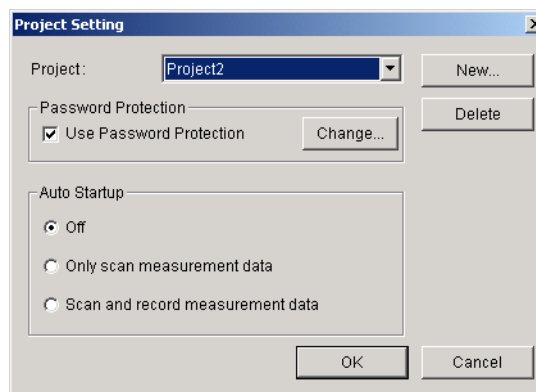 Project Setting
Project:
Project2
New...
Password Protection
Use Password Protection
Change...
Delete
Auto Startup
Off
Only scan measurement data
Scan and record measurement data
OK
Cancel